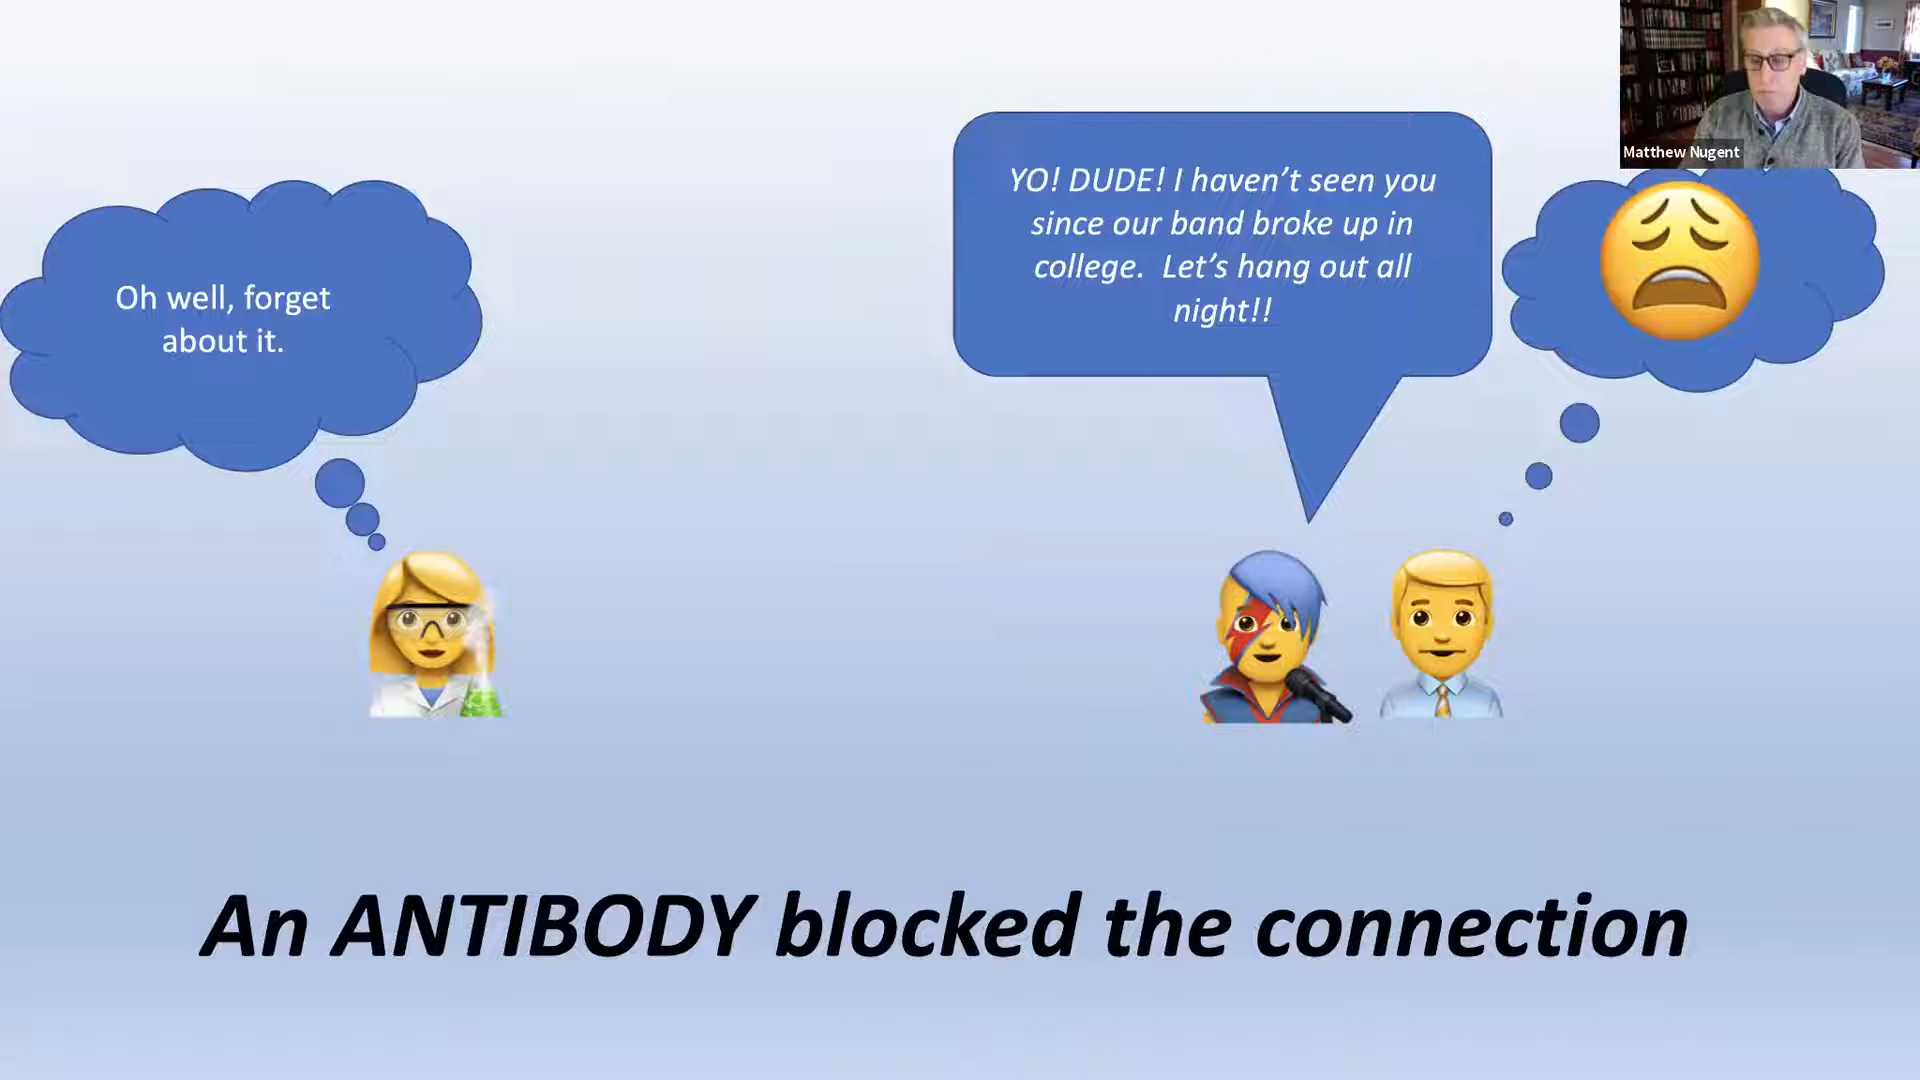 Matthew Nugent
YO! DUDE! I haven’t seen you
since our band broke up in
college.  Let’s hang out all
night!!
Oh well, forget
about it.
An ANTIBODY blocked the connection